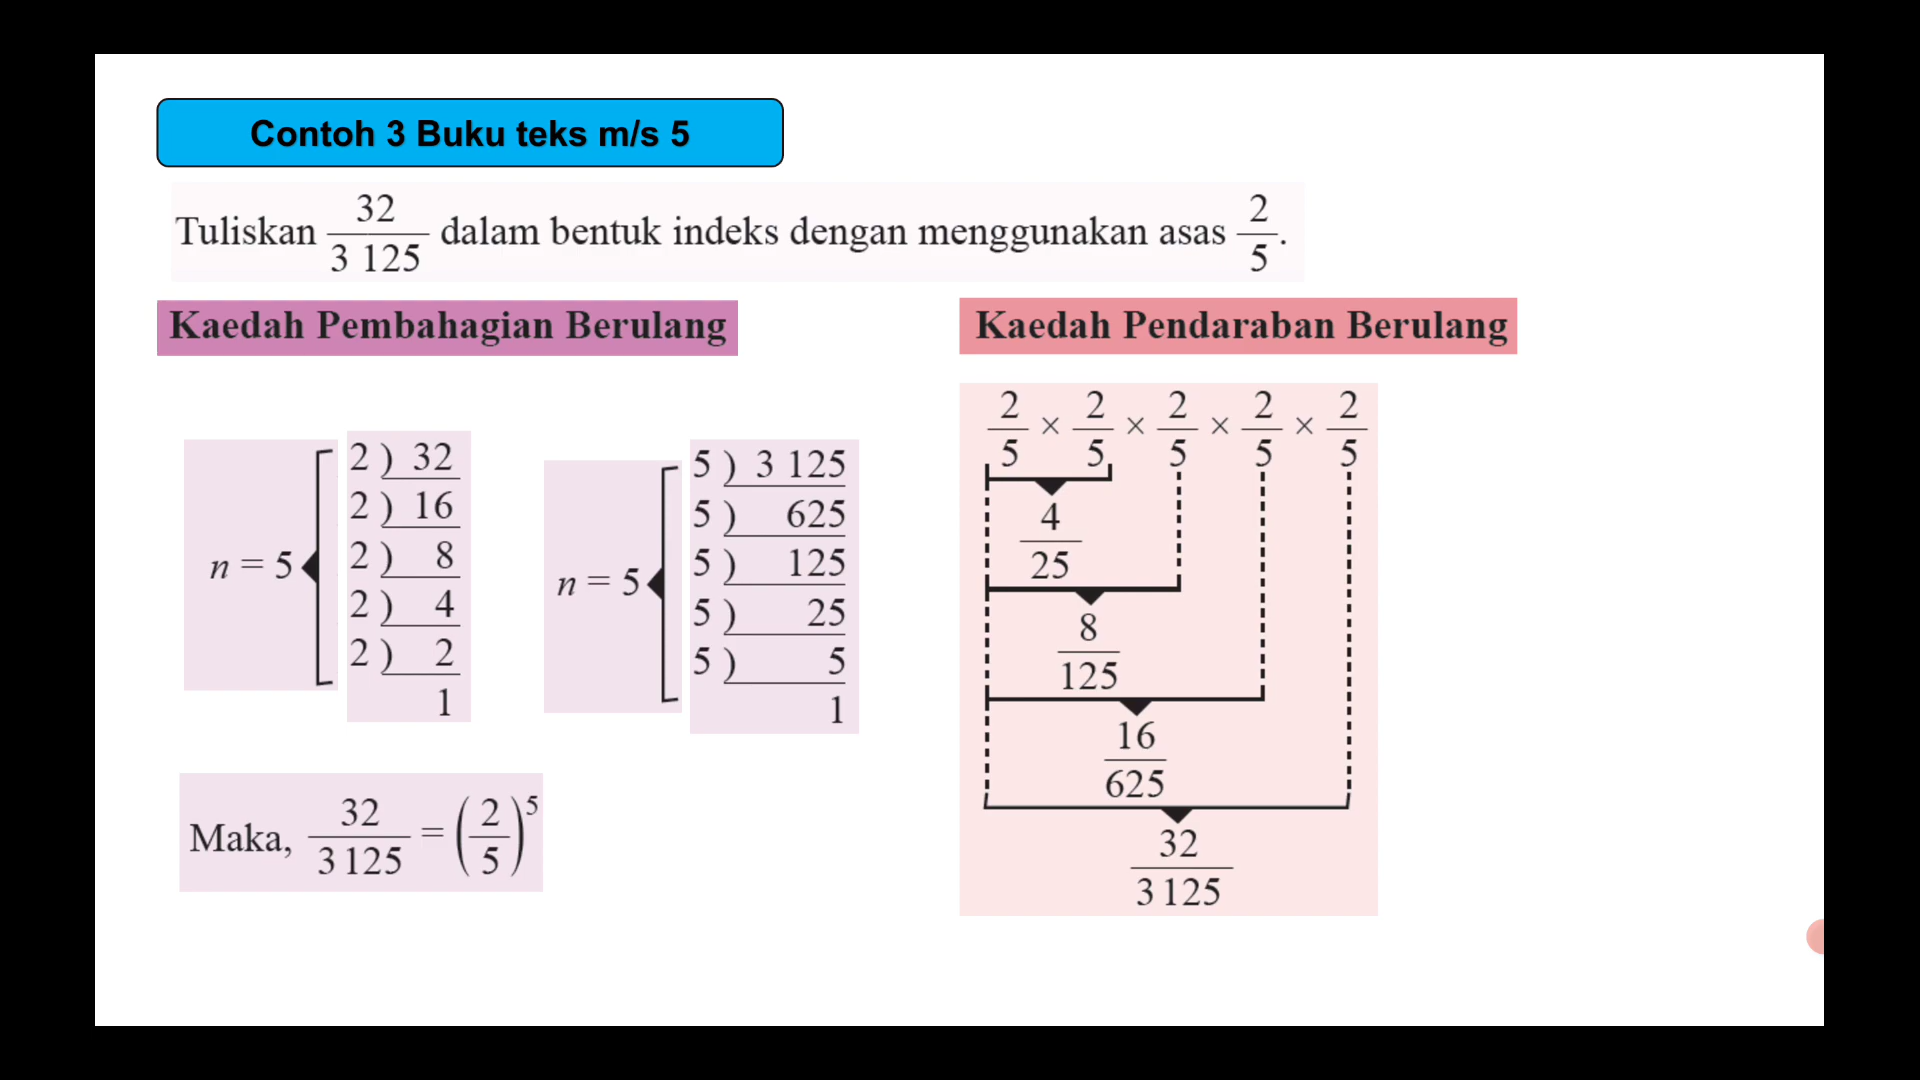 Contoh 3 Buku teks m/s 5
Tuliskan 32/3 125 dalam bentuk indeks dengan menggunakan asas 2/5.
Kaedah Pembahagian Berulang
n = 5
2 ) 32
2 ) 16
2 ) 8
2 ) 4
2 ) 2
1
n = 5
5 ) 3 125
5 ) 625
5 ) 125
5 ) 25
5 ) 5
1
Maka, 32/3 125 = (2/5)⁵
Kaedah Pendaraban Berulang
2/5 × 2/5 × 2/5 × 2/5 × 2/5
4/25
8/125
16/625
32/3 125